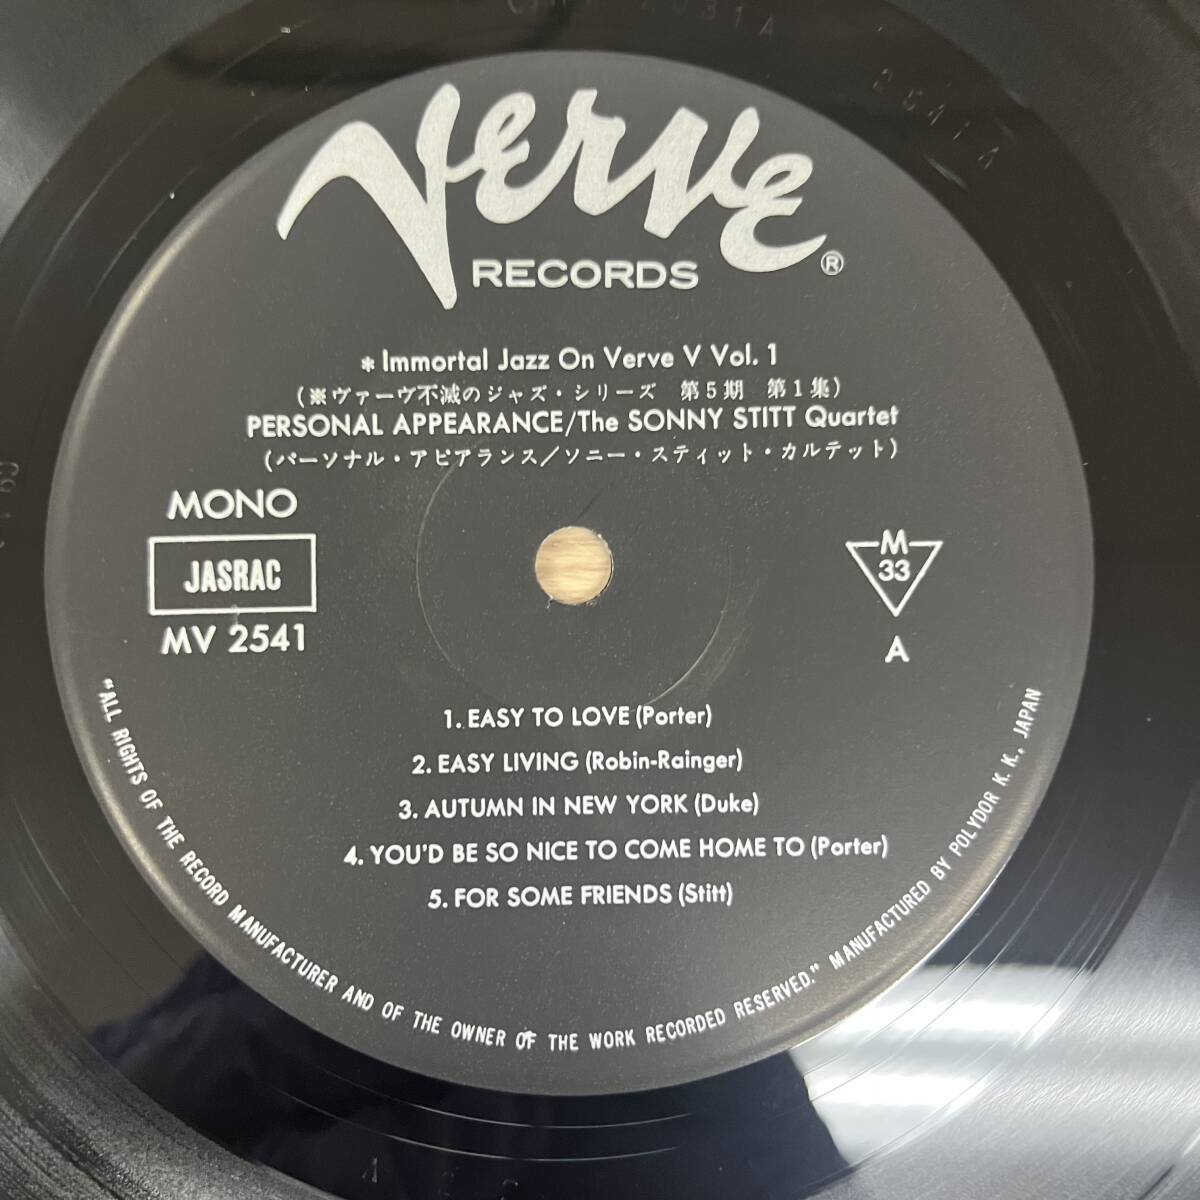 Verve
RECORDS ®
* Immortal Jazz On Verve V Vol. 1
(※ヴァーヴ不滅のジャズ・シリーズ 第5期 第1集)
PERSONAL APPEARANCE/The SONNY STITT Quartet
(パーソナル・アピアランス/ソニー・スティット・カルテット)
MONO
JASRAC
MV 2541
M
33
A
1. EASY TO LOVE (Porter)
2. EASY LIVING (Robin-Rainger)
3. AUTUMN IN NEW YORK (Duke)
4. YOU'D BE SO NICE TO COME HOME TO (Porter)
5. FOR SOME FRIENDS (Stitt)
"ALL RIGHTS OF THE RECORD MANUFACTURER AND OF THE OWNER OF THE WORK RECORDED RESERVED." MANUFACTURED BY POLYDOR K. K., JAPAN